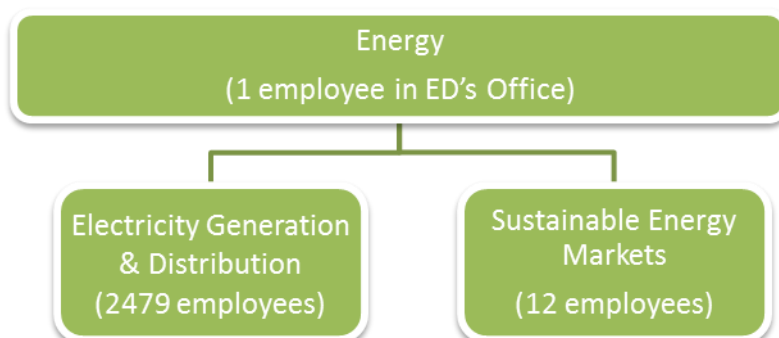 Energy
(1 employee in ED’s Office)
Electricity Generation
& Distribution
(2479 employees)
Sustainable Energy
Markets
(12 employees)